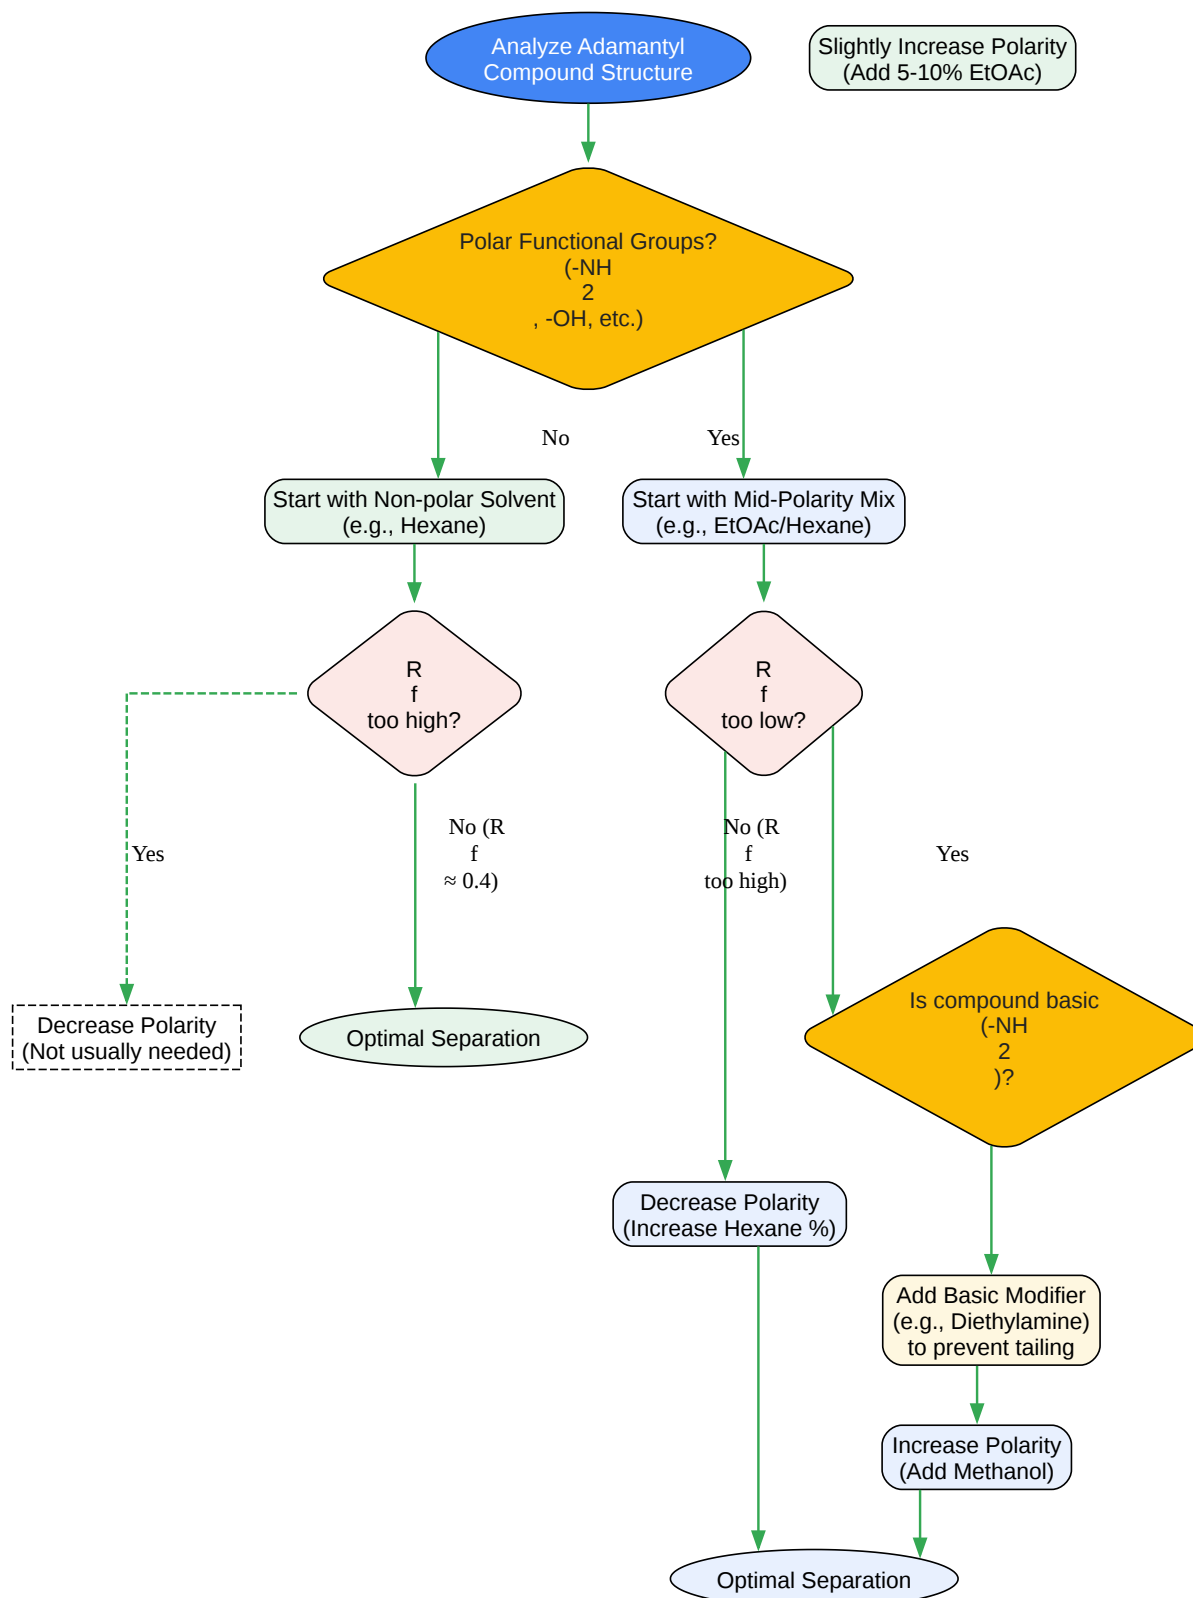 Analyze Adamantyl
Compound Structure
Slightly Increase Polarity
(Add 5-10% EtOAc)
Polar Functional Groups?
(-NH
2
, -OH, etc.)
No
Yes
Start with Non-polar Solvent
(e.g., Hexane)
Start with Mid-Polarity Mix
(e.g., EtOAc/Hexane)
R
f
too high?
R
f
too low?
Yes
No (R
f
≈ 0.4)
No (R
f
too high)
Yes
Decrease Polarity
(Not usually needed)
Optimal Separation
Is compound basic
(-NH
2
)?
Decrease Polarity
(Increase Hexane %)
Add Basic Modifier
(e.g., Diethylamine)
to prevent tailing
Increase Polarity
(Add Methanol)
Optimal Separation